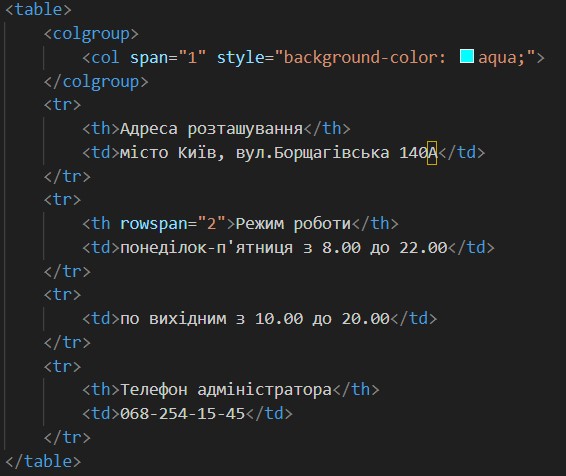 <table>
<colgroup>
<col span="1" style="background-color: aqua;">
</colgroup>
<tr>
<th>Адреса розташування</th>
<td>місто Київ, вул.Борщагівська 140А</td>
</tr>
<tr>
<th rowspan="2">Режим роботи</th>
<td>понеділок-п'ятниця з 8.00 до 22.00</td>
</tr>
<tr>
<td>по вихідним з 10.00 до 20.00</td>
</tr>
<tr>
<th>Телефон адміністратора</th>
<td>068-254-15-45</td>
</tr>
</table>